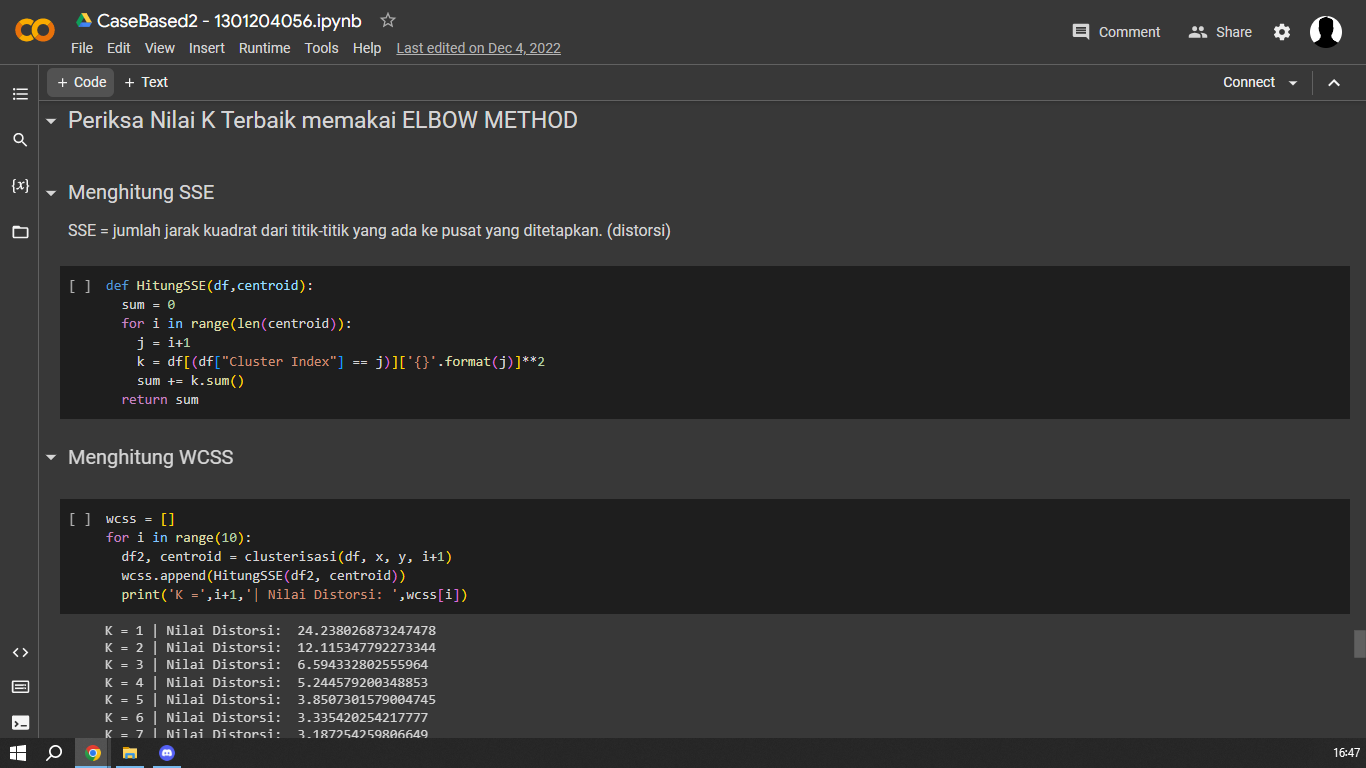 CaseBased2 - 1301204056.ipynb
File Edit View Insert Runtime Tools Help Last edited on Dec 4, 2022
Comment Share
+ Code + Text
Connect
Periksa Nilai K Terbaik memakai ELBOW METHOD
Menghitung SSE
{x}
SSE = jumlah jarak kuadrat dari titik-titik yang ada ke pusat yang ditetapkan. (distorsi)
[ ] def HitungSSE(df,centroid):
sum = 0
for i in range(len(centroid)):
j = i+1
k = df[(df["Cluster Index"] == j)]['{}'.format(j)]**2
sum += k.sum()
return sum
Menghitung WCSS
[ ] wcss = []
for i in range(10):
df2, centroid = clusterisasi(df, x, y, i+1)
wcss.append(HitungSSE(df2, centroid))
print('K =',i+1,'| Nilai Distorsi: ',wcss[i])
K = 1 | Nilai Distorsi:  24.238026873247478
K = 2 | Nilai Distorsi:  12.115347792273344
K = 3 | Nilai Distorsi:  6.594332802555964
K = 4 | Nilai Distorsi:  5.244579200348853
K = 5 | Nilai Distorsi:  3.8507301579004745
K = 6 | Nilai Distorsi:  3.335420254217777
K = 7 | Nilai Distorsi:  3.187254259806649
16:47